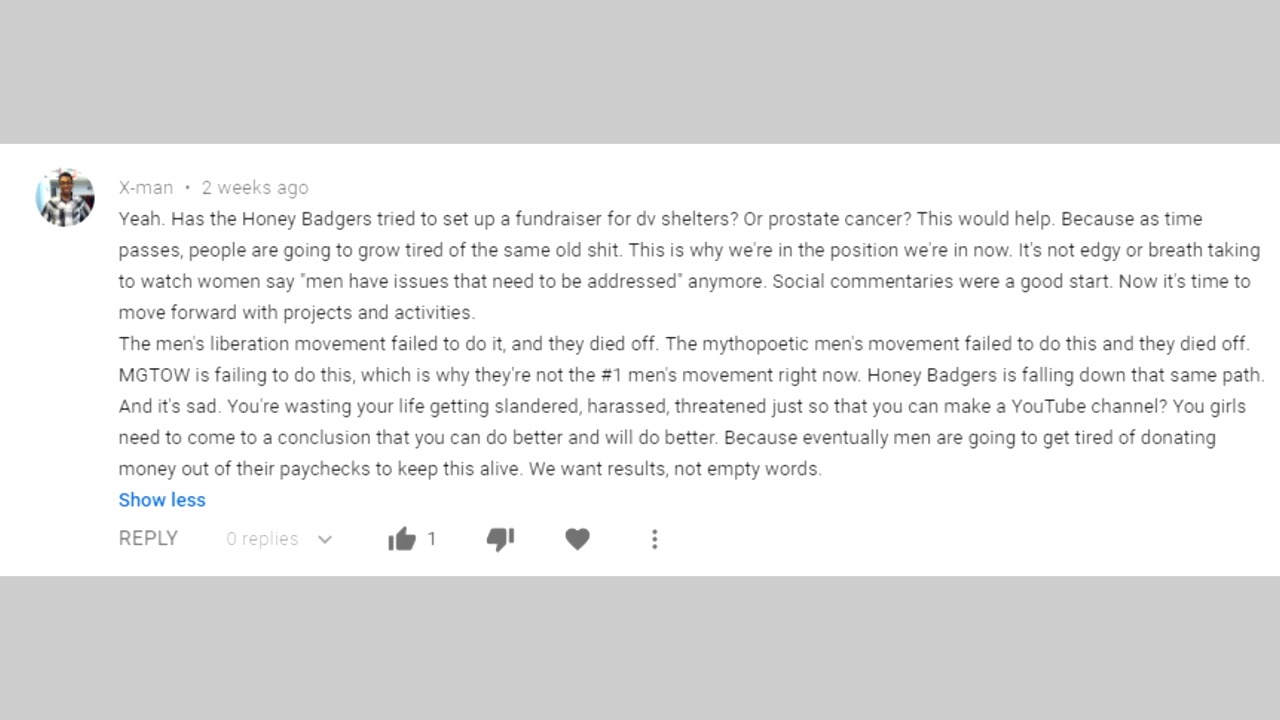 X-man • 2 weeks ago
Yeah. Has the Honey Badgers tried to set up a fundraiser for dv shelters? Or prostate cancer? This would help. Because as time
passes, people are going to grow tired of the same old shit. This is why we're in the position we're in now. It's not edgy or breath taking
to watch women say "men have issues that need to be addressed" anymore. Social commentaries were a good start. Now it's time to
move forward with projects and activities.
The men's liberation movement failed to do it, and they died off. The mythopoetic men's movement failed to do this and they died off.
MGTOW is failing to do this, which is why they're not the #1 men's movement right now. Honey Badgers is falling down that same path.
And it's sad. You're wasting your life getting slandered, harassed, threatened just so that you can make a YouTube channel? You girls
need to come to a conclusion that you can do better and will do better. Because eventually men are going to get tired of donating
money out of their paychecks to keep this alive. We want results, not empty words.
Show less
REPLY 0 replies 1